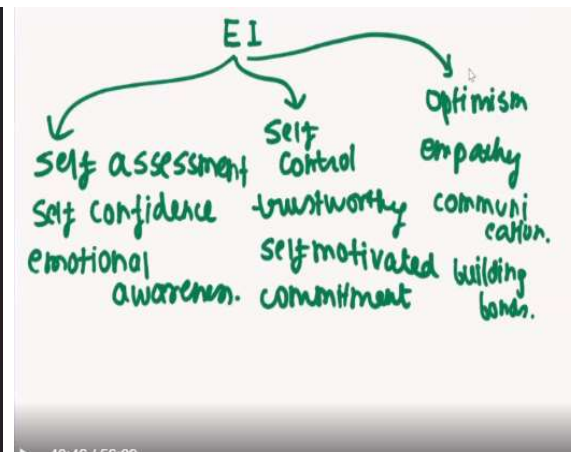 EI
self assessment
self confidence
emotional
awareness.
self
control
trustworthy
self motivated
commitment
optimism
empathy
communi
cation.
building
bonds.